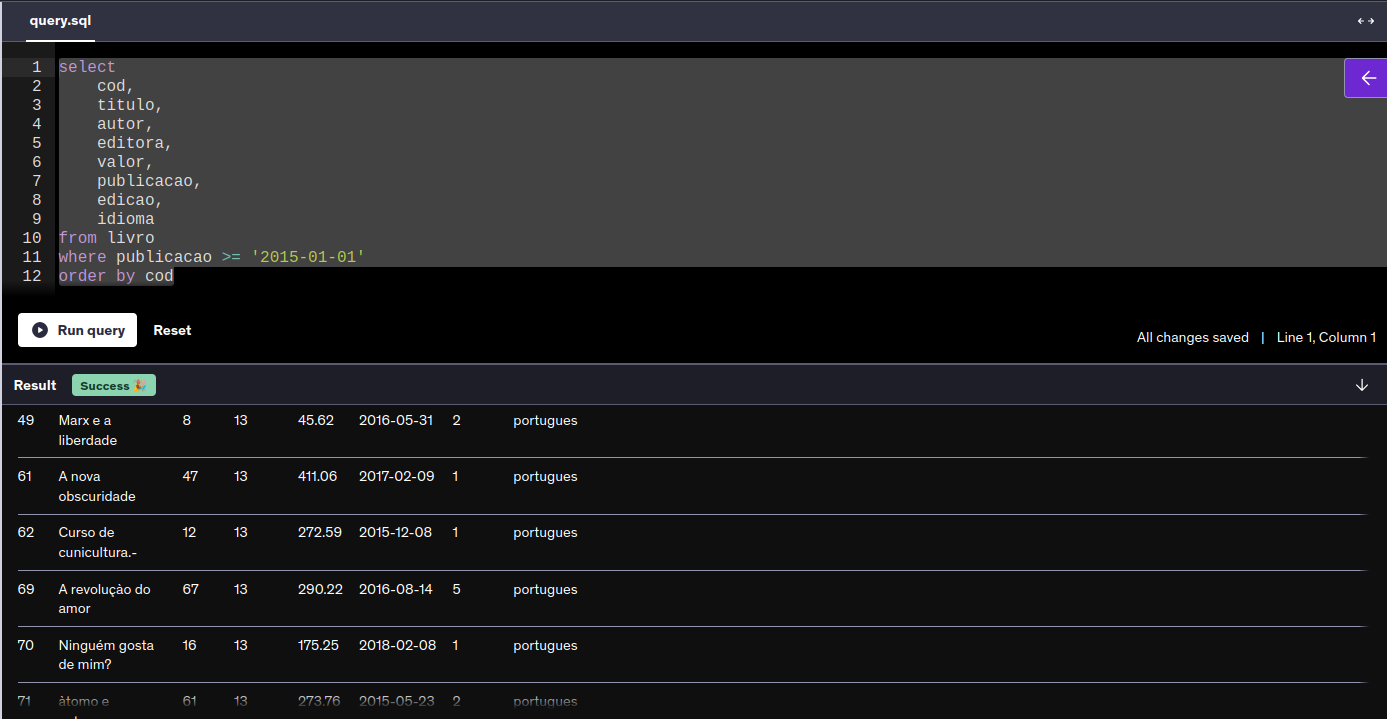 query.sql
1 select
2 cod,
3 titulo,
4 autor,
5 editora,
6 valor,
7 publicacao,
8 edicao,
9 idioma
10 from livro
11 where publicacao >= '2015-01-01'
12 order by cod
Run query Reset
All changes saved | Line 1, Column 1
Result Success 🎉
49 Marx e a 8 13 45.62 2016-05-31 2 portugues
liberdade
61 A nova 47 13 411.06 2017-02-09 1 portugues
obscuridade
62 Curso de 12 13 272.59 2015-12-08 1 portugues
cunicultura.-
69 A revoluçào do 67 13 290.22 2016-08-14 5 portugues
amor
70 Ninguém gosta 16 13 175.25 2018-02-08 1 portugues
de mim?
71 àtomo e 61 13 273.76 2015-05-23 2 portugues